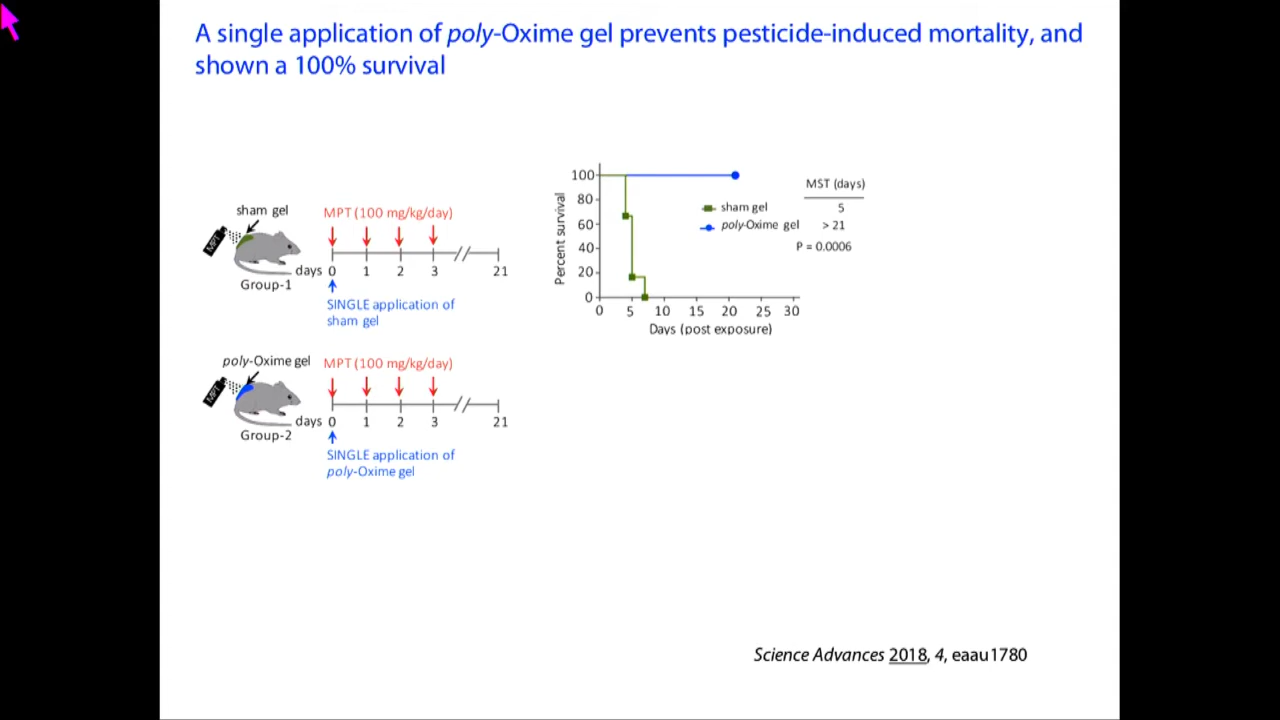 A single application of poly-Oxime gel prevents pesticide-induced mortality, and
shown a 100% survival
sham gel
MPT (100 mg/kg/day)
MPT
days 0 1 2 3 21
Group-1
SINGLE application of
sham gel
poly-Oxime gel
MPT (100 mg/kg/day)
MPT
days 0 1 2 3 21
Group-2
SINGLE application of
poly-Oxime gel
Percent survival
100
80
60
40
20
0
0 5 10 15 20 25 30
Days (post exposure)
MST (days)
sham gel 5
poly-Oxime gel > 21
P = 0.0006
Science Advances 2018, 4, eaau1780